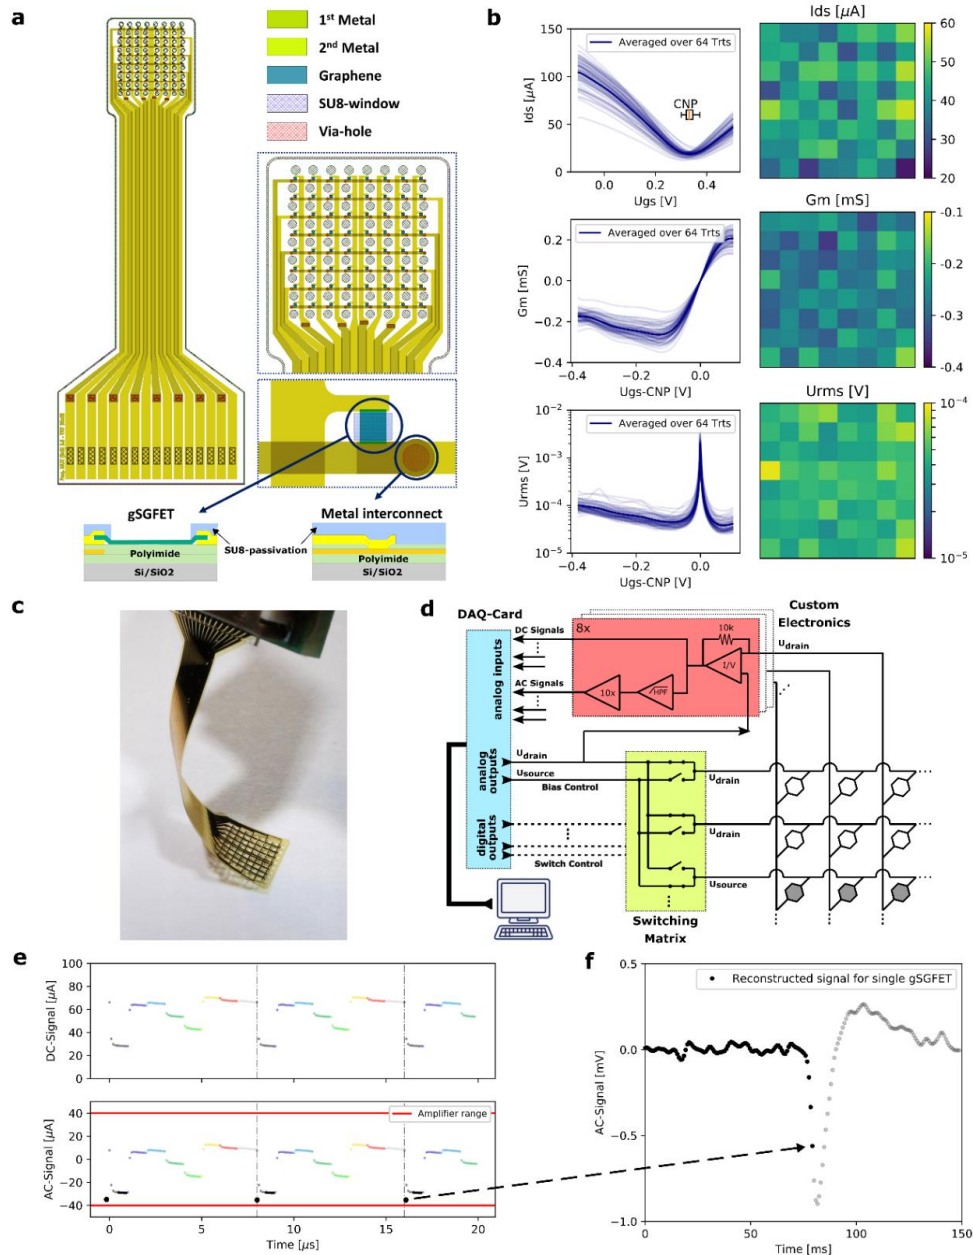 a
1st Metal
2nd Metal
Graphene
SU8-window
Via-hole
gSGFET
Metal interconnect
SU8-passivation
Polyimide
Polyimide
Si/SiO2
Si/SiO2
b
Ids [μA]
150
100
50
0
Averaged over 64 Trts
CNP
0.0
0.2
0.4
Ugs [V]
Ids [μA]
60
50
40
30
20
Gm [mS]
0.2
0.0
−0.2
−0.4
Averaged over 64 Trts
−0.4
−0.2
0.0
Ugs-CNP [V]
Gm [mS]
−0.1
−0.2
−0.3
−0.4
Urms [V]
10−2
10−3
10−4
10−5
Averaged over 64 Trts
−0.4
−0.2
0.0
Ugs-CNP [V]
Urms [V]
10−4
10−5
c
d
DAQ-Card
DC Signals
AC Signals
analog inputs
analog outputs
digital outputs
8x
10k
I/V
HPF
10x
Custom
Electronics
Udrain
Udrain
Usource
Bias Control
Switch Control
Udrain
Udrain
Usource
Switching
Matrix
e
DC-Signal [μA]
100
80
60
40
20
0
AC-Signal [μA]
40
20
0
−20
−40
Amplifier range
0
5
10
15
20
Time [μs]
f
AC-Signal [mV]
0.5
0.0
−0.5
−1.0
Reconstructed signal for single gSGFET
0
50
100
150
Time [ms]